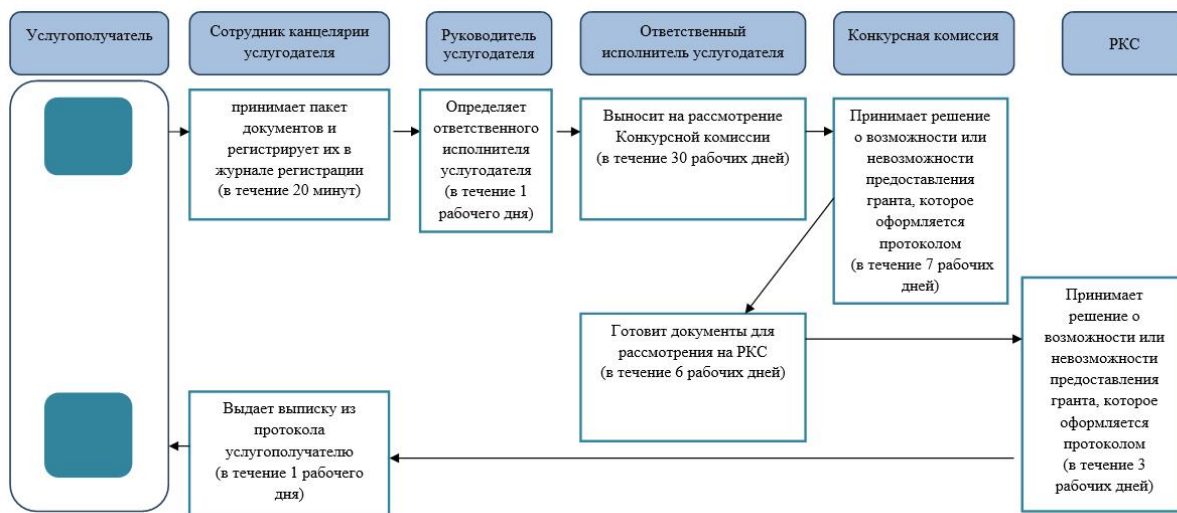 Услугополучатель
Сотрудник канцелярии
услугодателя
Руководитель
услугодателя
Ответственный
исполнитель услугодателя
Конкурсная комиссия
РКС
принимает пакет
документов и
регистрирует их в
журнале регистрации
(в течение 20 минут)
Определяет
ответственного
исполнителя
услугодателя
(в течение 1
рабочего дня)
Выносит на рассмотрение
Конкурсной комиссии
(в течение 30 рабочих дней)
Принимает решение
о возможности или
невозможности
предоставления
гранта, которое
оформляется
протоколом
(в течение 7 рабочих
дней)
Готовит документы для
рассмотрения на РКС
(в течение 6 рабочих дней)
Принимает
решение о
возможности или
невозможности
предоставления
гранта, которое
оформляется
протоколом
(в течение 3
рабочих дней)
Выдает выписку из
протокола
услугополучателю
(в течение 1 рабочего
дня)